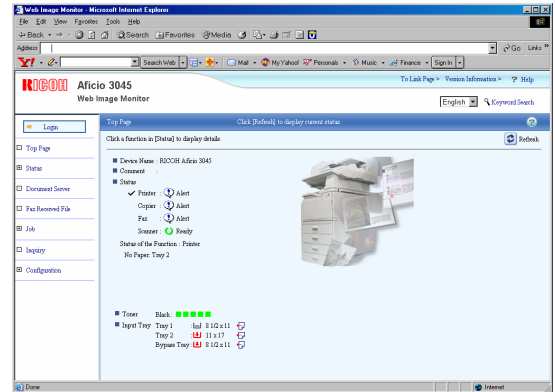 Web Image Monitor - Microsoft Internet Explorer
File Edit View Favorites Tools Help
Back Search Favorites Media
Address Go Links »
Y! Search Web Mail My Yahoo! Personals Music Finance Sign In
RICOH Aficio 3045
Web Image Monitor
To Link Page > Version Information > ? Help
English Keyword Search
Login
Top Page Click [Refresh] to display current status. ?
Click a function in [Status] to display details. Refresh
Top Page
Status
Document Server
Fax Received File
Job
Inquiry
Configuration
Device Name : RICOH Aficio 3045
Comment :
Status
Printer : Alert
Copier : Alert
Fax : Alert
Scanner : Ready
Status of the Function : Printer
No Paper: Tray 2
Toner Black:
Input Tray Tray 1 : 8 1/2 x 11
Tray 2 : 11 x 17
Bypass Tray : 8 1/2 x 11
Done Internet